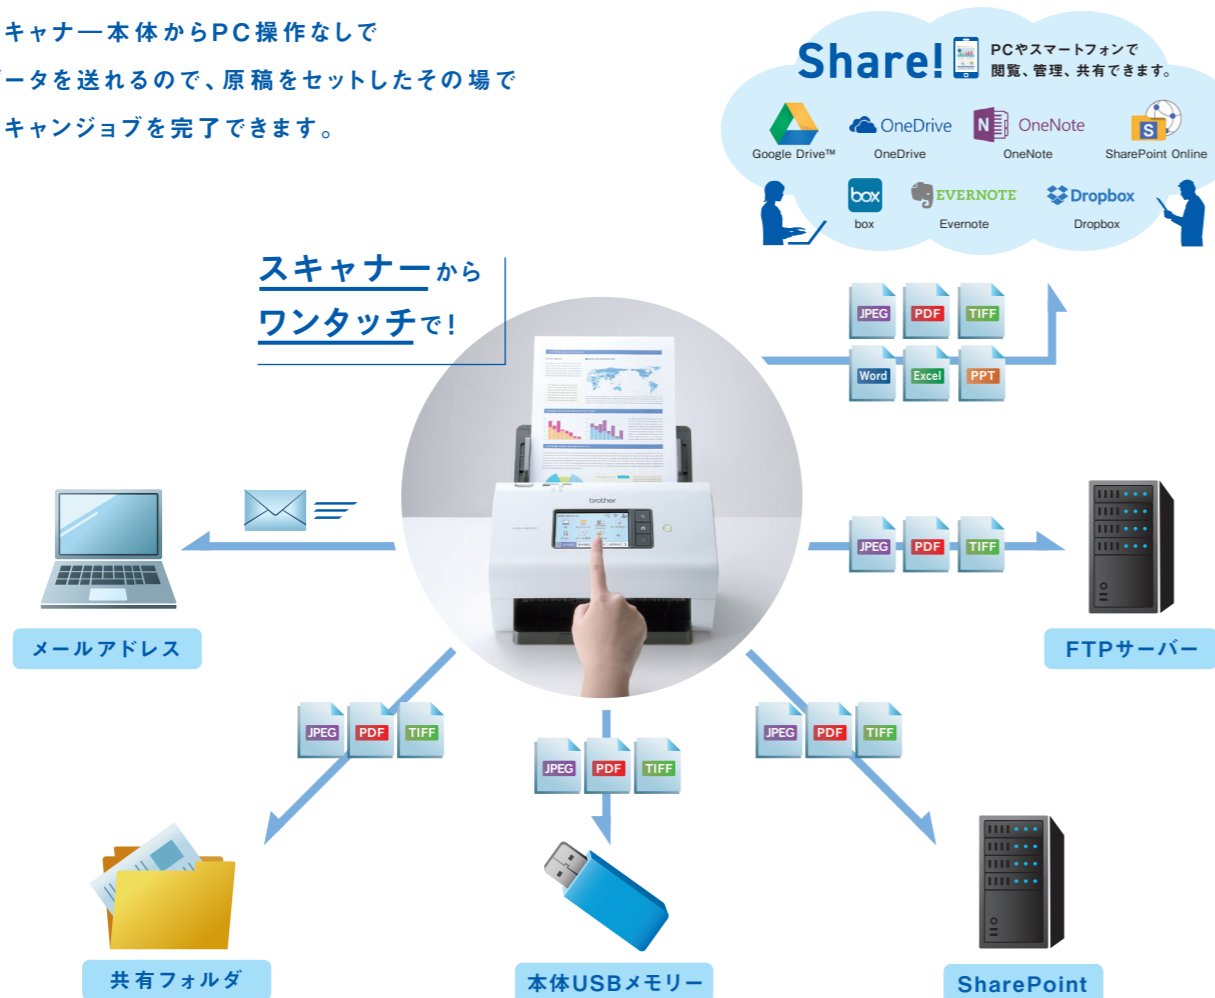 キャナー本体からPC操作なしで
ータを送れるので、原稿をセットしたその場で
キャンジョブを完了できます。
Share!
PCやスマートフォンで
閲覧、管理、共有できます。
OneDrive
N OneNote
S
Google Drive™ OneDrive OneNote SharePoint Online
box EVERNOTE Dropbox
box Evernote Dropbox
スキャナーから
ワンタッチで!
JPEG PDF TIFF
Word Excel PPT
brother
JPEG PDF TIFF
メールアドレス
FTPサーバー
JPEG PDF TIFF
JPEG PDF TIFF
JPEG PDF TIFF
共有フォルダ
本体USBメモリー
SharePoint